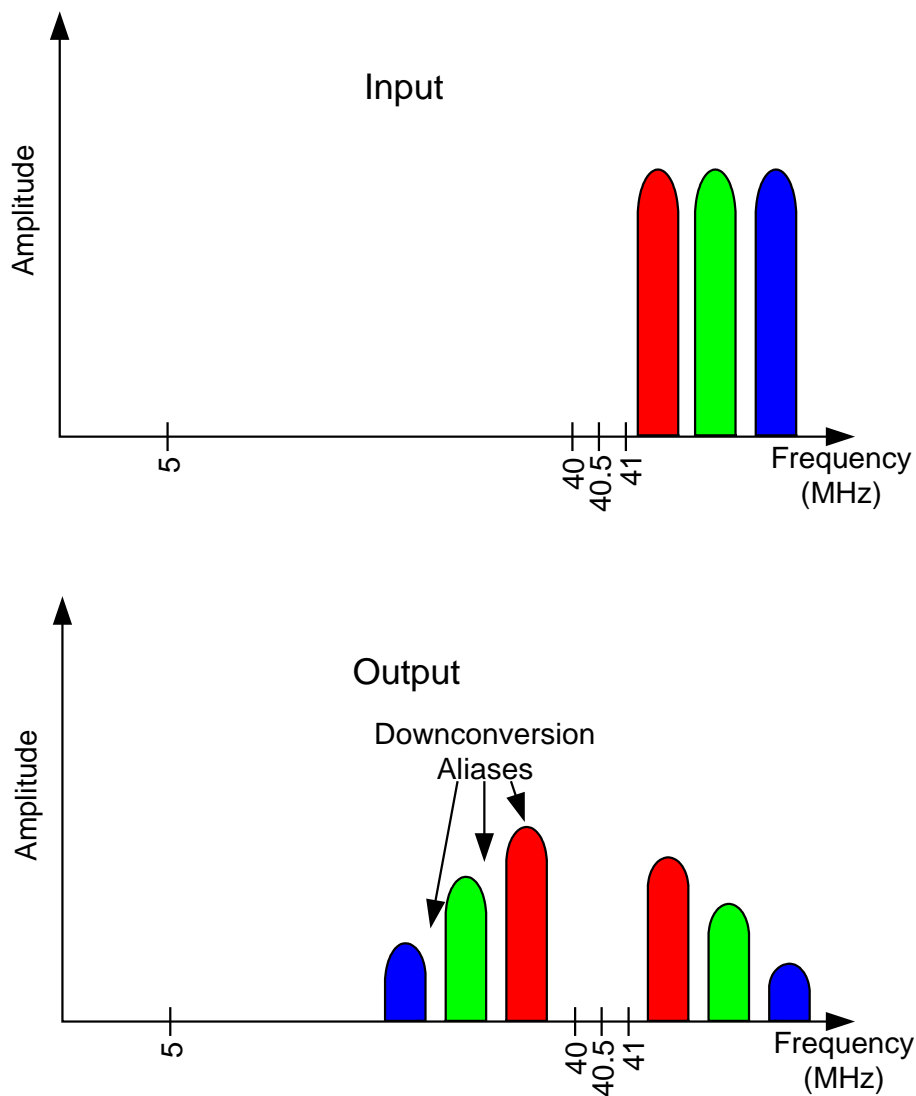 Input
Amplitude
5
40
40.5
41
Frequency
(MHz)
Output
Downconversion
Aliases
Amplitude
5
40
40.5
41
Frequency
(MHz)